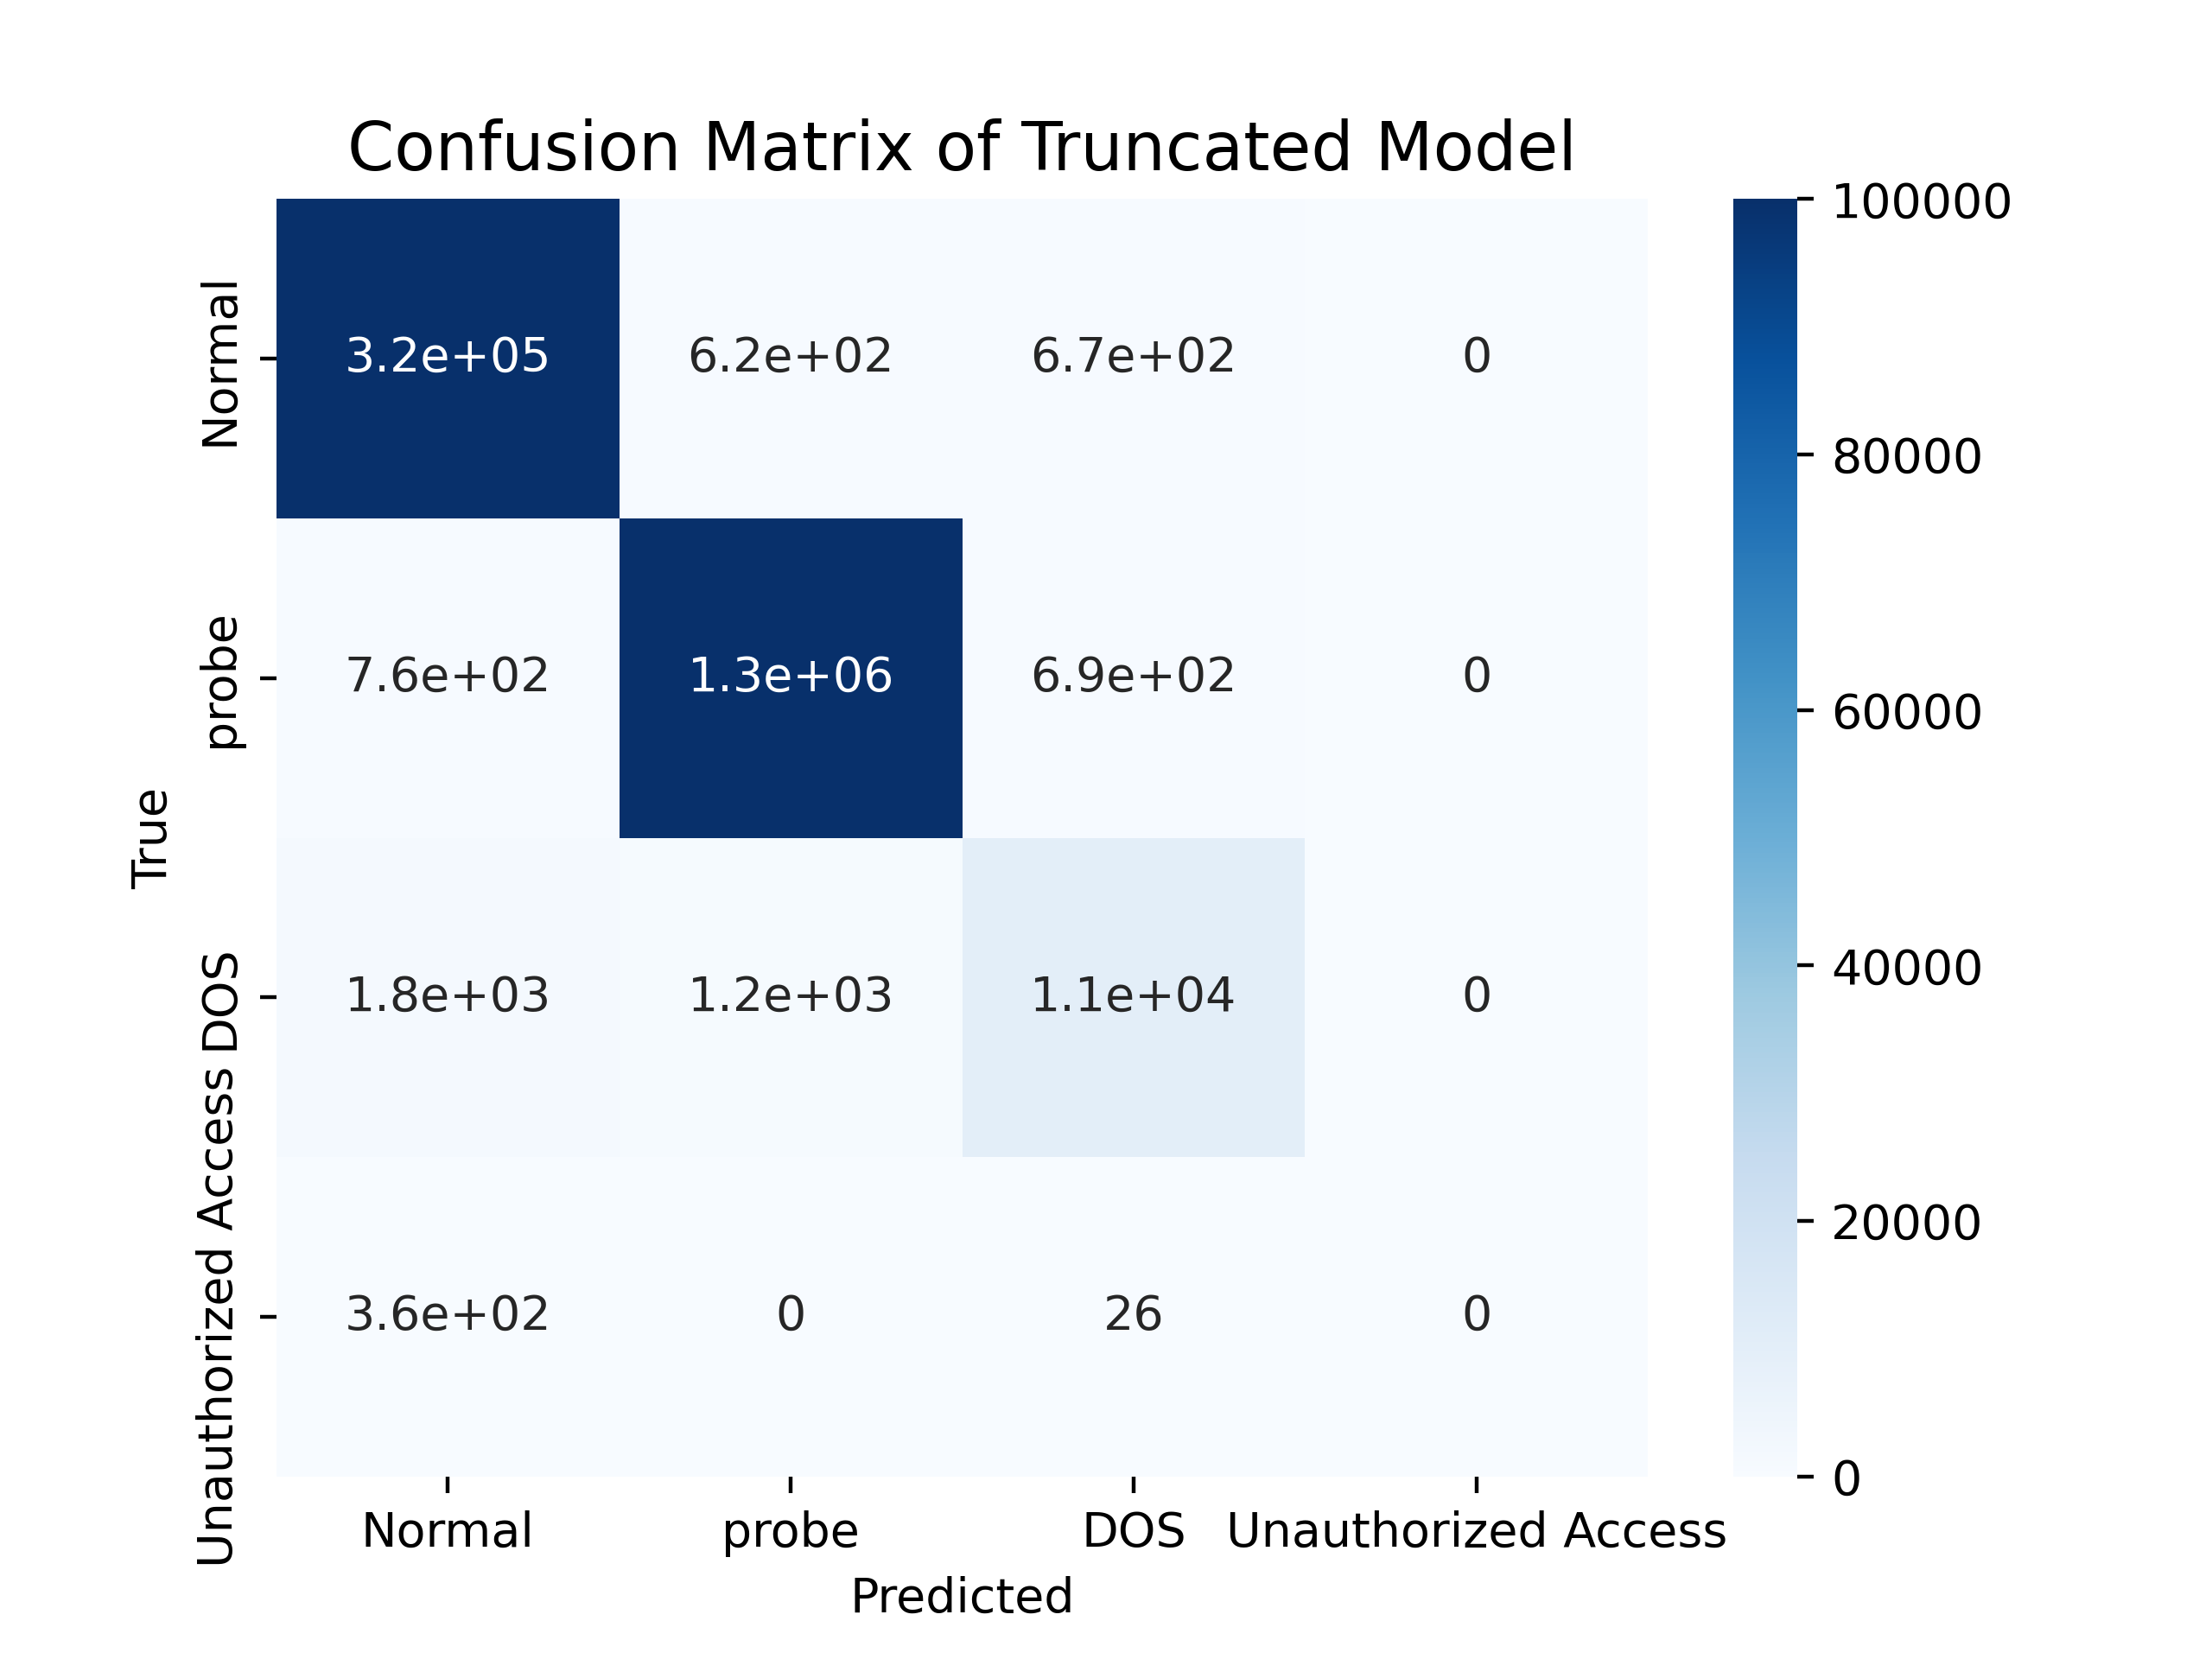 Confusion Matrix of Truncated Model
Normal
3.2e+05 6.2e+02 6.7e+02 0
probe
7.6e+02 1.3e+06 6.9e+02 0
DOS
1.8e+03 1.2e+03 1.1e+04 0
Unauthorized Access
3.6e+02 0 26 0
True
Normal probe DOS Unauthorized Access
Predicted
100000
80000
60000
40000
20000
0